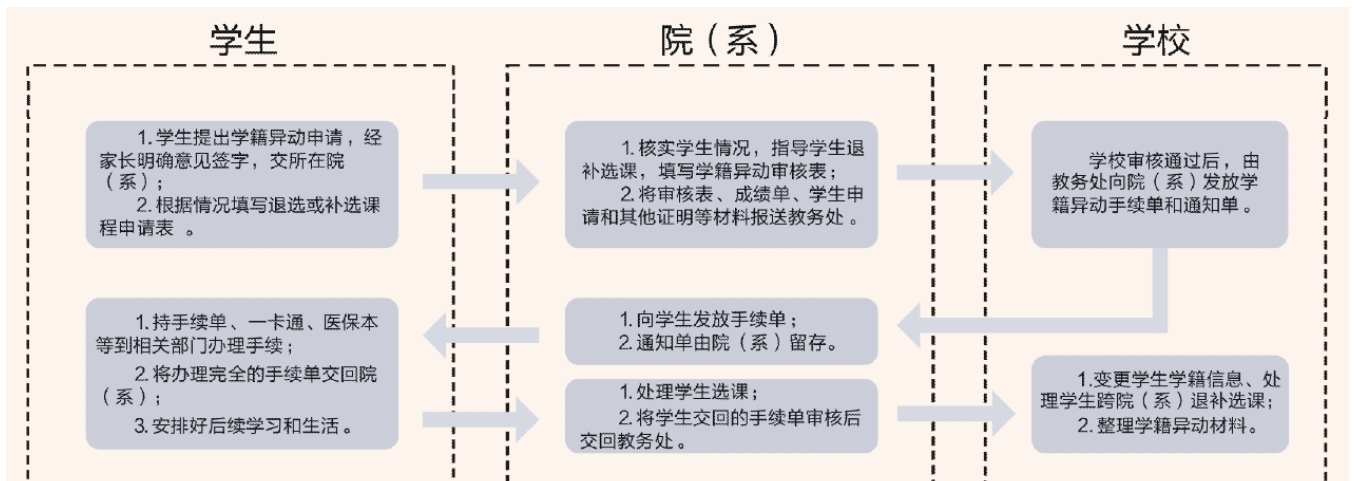 学生
院（系）
学校
1.学生提出学籍异动申请，经
家长明确意见签字，交所在院
（系）；
2.根据情况填写退选或补选课
程申请表 。
1.核实学生情况，指导学生退
补选课，填写学籍异动审核表；
2.将审核表、成绩单、学生申
请和其他证明等材料报送教务处。
学校审核通过后，由
教务处向院（系）发放学
籍异动手续单和通知单。
1.向学生发放手续单；
2.通知单由院（系）留存。
1.持手续单、一卡通、医保本
等到相关部门办理手续；
2.将办理完全的手续单交回院
（系）；
3.安排好后续学习和生活。
1.处理学生选课；
2.将学生交回的手续单审核后
交回教务处。
1.变更学生学籍信息、处
理学生跨院（系）退补选课；
2.整理学籍异动材料。